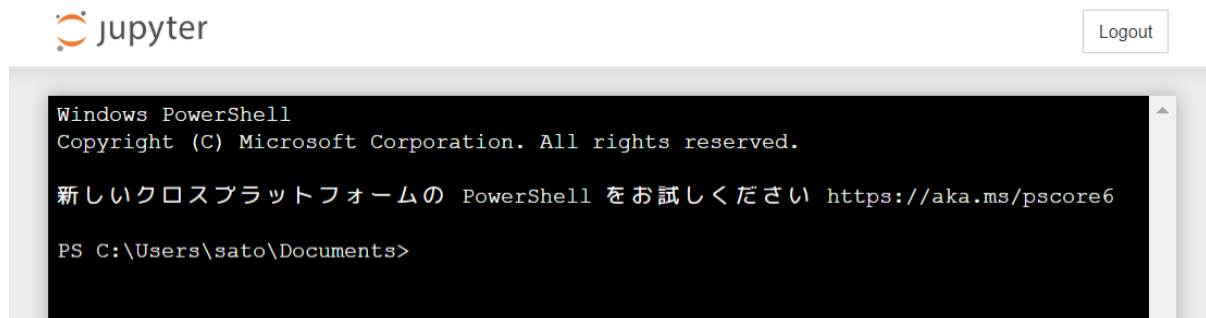 jupyter
Logout
Windows PowerShell
Copyright (C) Microsoft Corporation. All rights reserved.
新しいクロスプラットフォームの PowerShell をお試しください https://aka.ms/pscore6
PS C:\Users\sato\Documents>